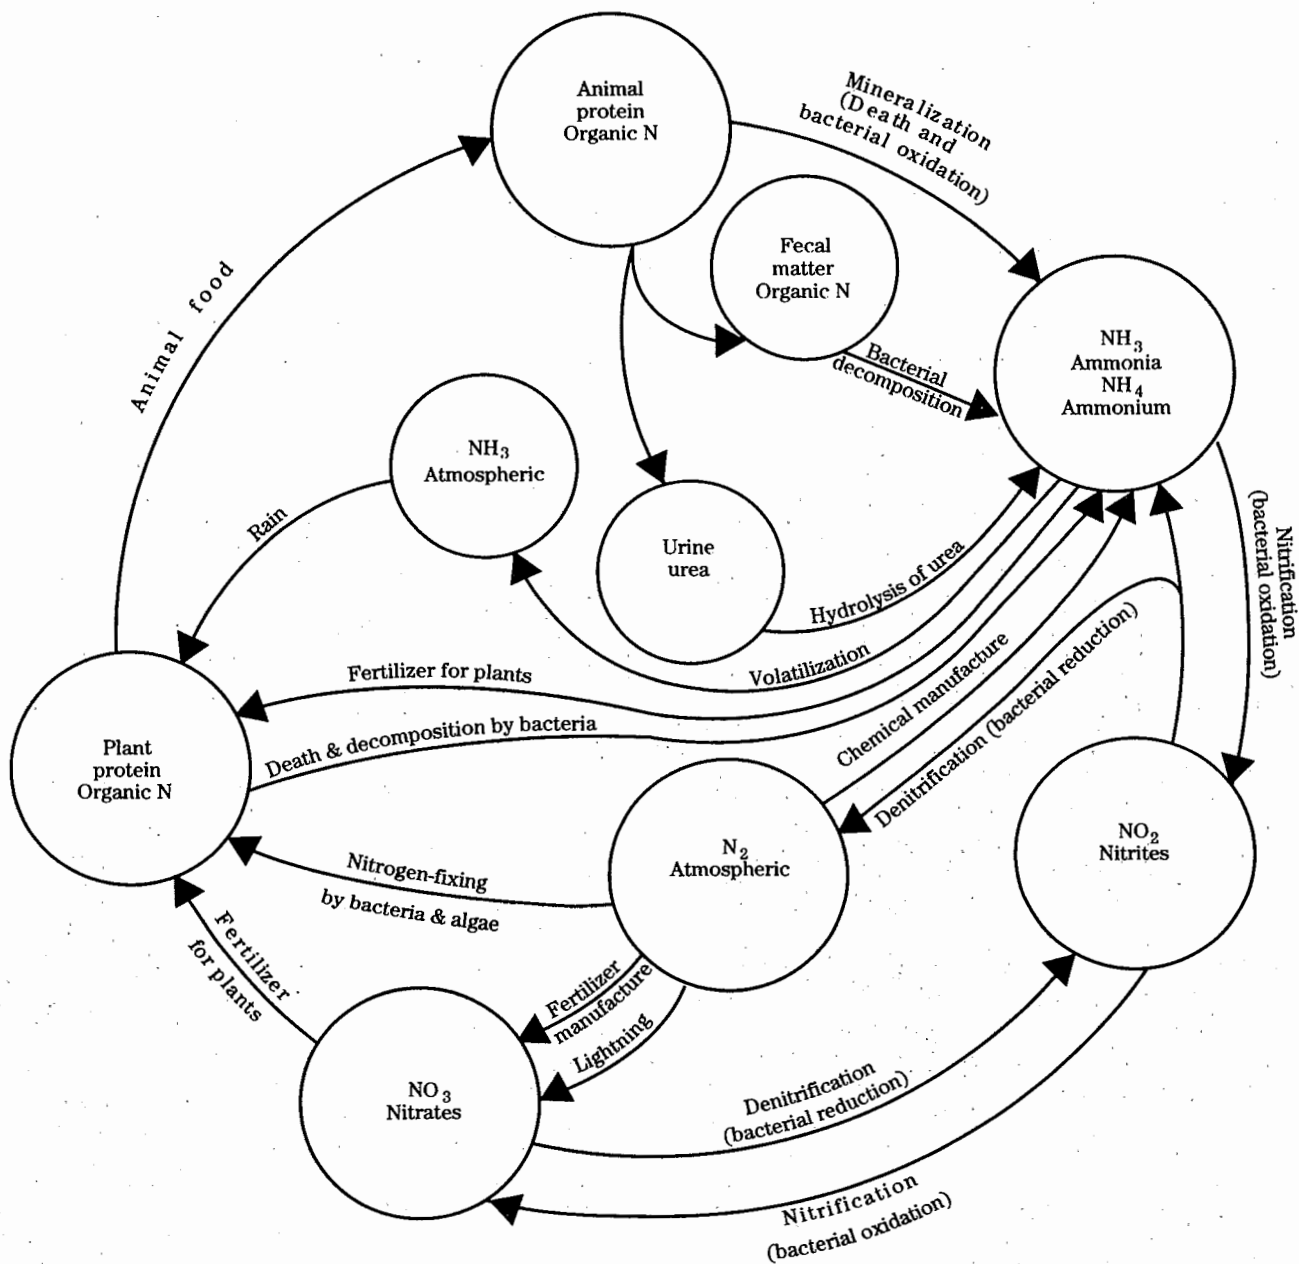 Animal
protein
Organic N
Mineralization
(Death and
bacterial oxidation)
Fecal
matter
Organic N
Animal food
NH3
Ammonia
NH4
Ammonium
Bacterial
decomposition
NH3
Atmospheric
Rain
Urine
urea
Hydrolysis of urea
Nitrification
(bacterial oxidation)
Volatilization
Fertilizer for plants
Death & decomposition by bacteria
Chemical manufacture
Denitrification (bacterial reduction)
Plant
protein
Organic N
N2
Atmospheric
NO2
Nitrites
Nitrogen-fixing
by bacteria & algae
Fertilizer
for plants
Fertilizer
manufacture
Lightning
NO3
Nitrates
Denitrification
(bacterial reduction)
Nitrification
(bacterial oxidation)